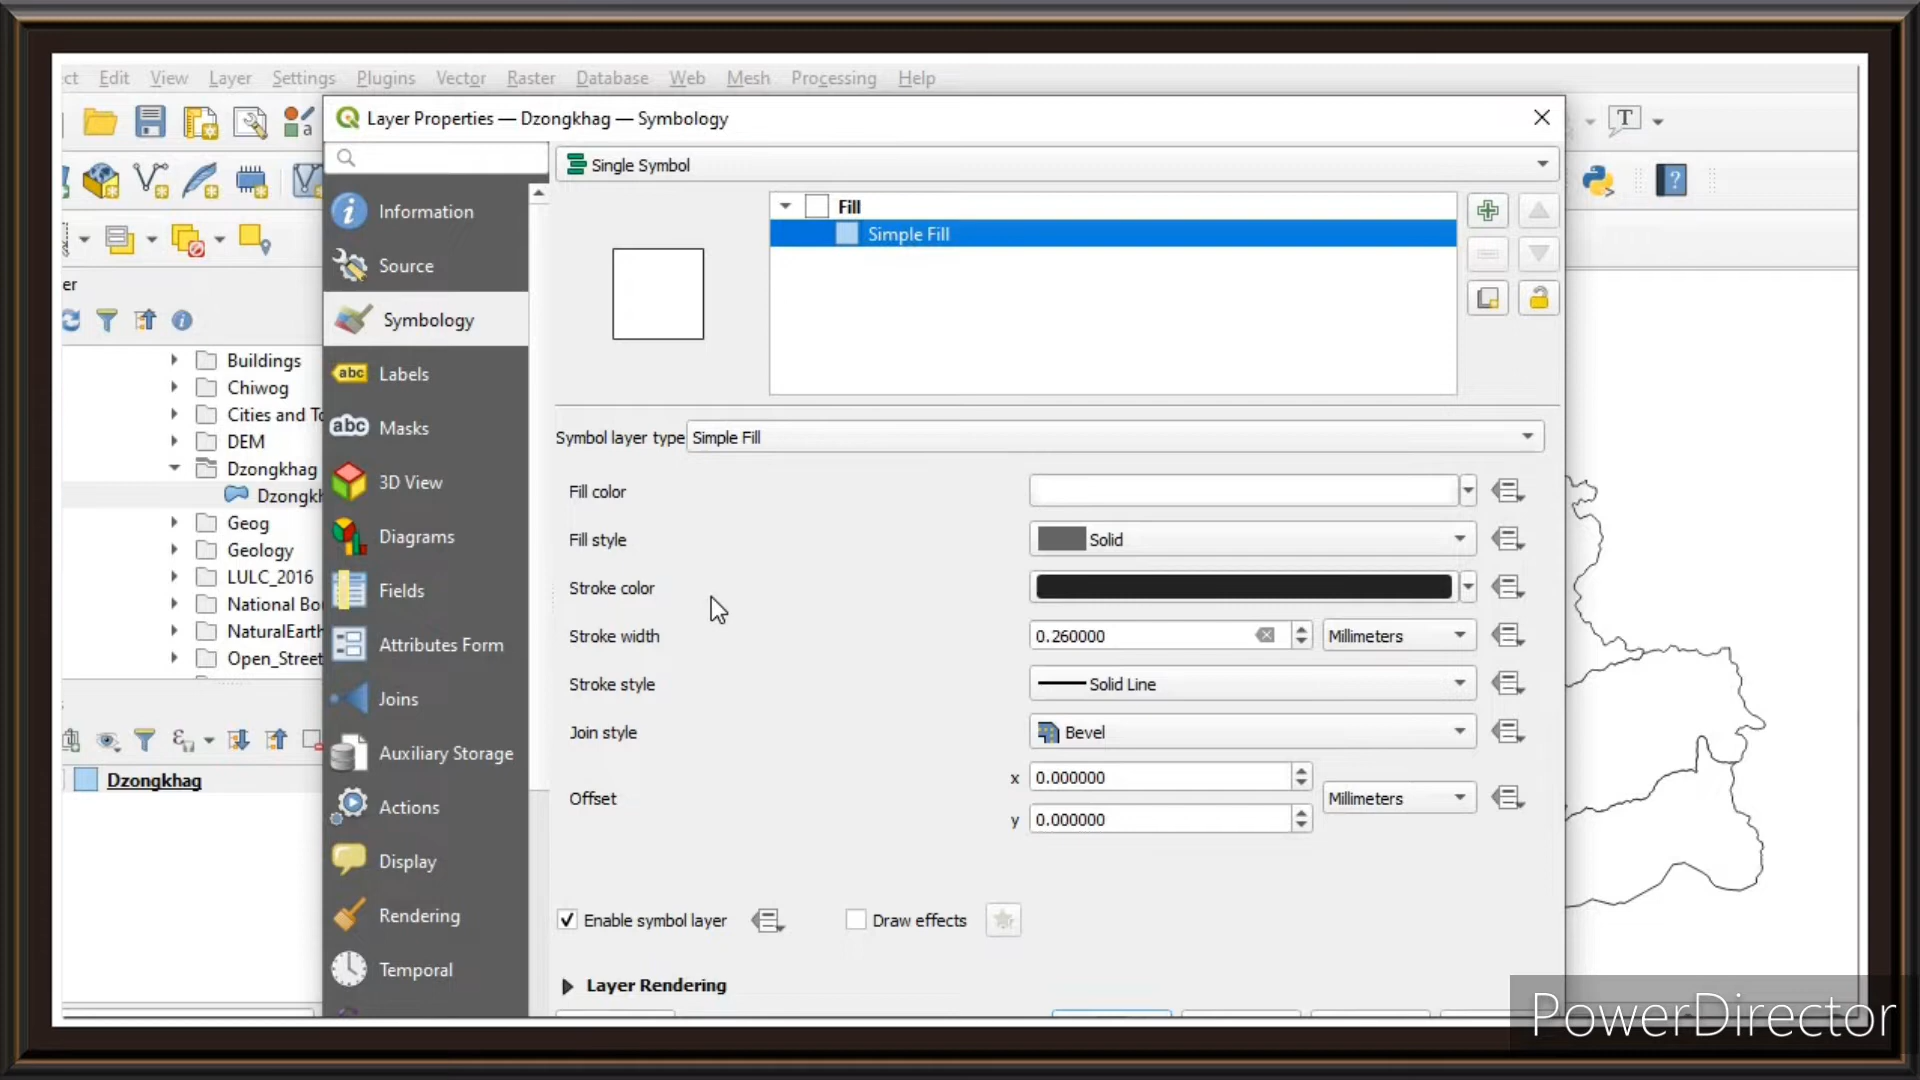 ct Edit View Layer Settings Plugins Vector Raster Database Web Mesh Processing Help
Layer Properties — Dzongkhag — Symbology
Single Symbol
Information
Source
Symbology
Labels
Masks
3D View
Diagrams
Fields
Attributes Form
Joins
Auxiliary Storage
Actions
Display
Rendering
Temporal
Fill
Simple Fill
Symbol layer type Simple Fill
Fill color
Fill style Solid
Stroke color
Stroke width 0.260000 Millimeters
Stroke style Solid Line
Join style Bevel
Offset x 0.000000 Millimeters
y 0.000000
Enable symbol layer Draw effects
Layer Rendering
er
Buildings
Chiwog
Cities and To
DEM
Dzongkhag
Dzongkh
Geog
Geology
LULC_2016
National Bo
NaturalEarth
Open_Street
Dzongkhag
PowerDirector